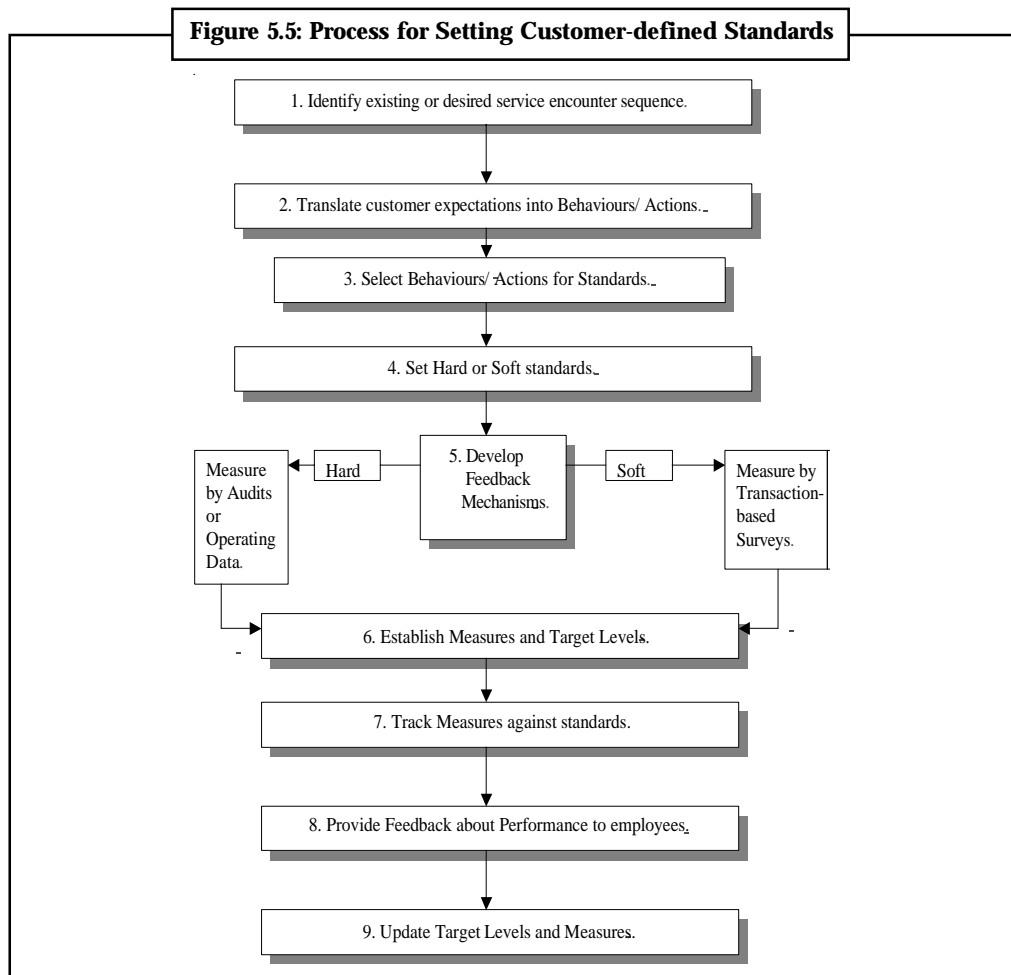 Figure 5.5: Process for Setting Customer-defined Standards
1. Identify existing or desired service encounter sequence.
2. Translate customer expectations into Behaviours/ Actions.
3. Select Behaviours/ Actions for Standards.
4. Set Hard or Soft standards.
5. Develop
Feedback
Mechanisms.
Hard
Soft
Measure
by Audits
or
Operating
Data.
Measure by
Transaction-
based
Surveys.
6. Establish Measures and Target Levels.
7. Track Measures against standards.
8. Provide Feedback about Performance to employees.
9. Update Target Levels and Measures.